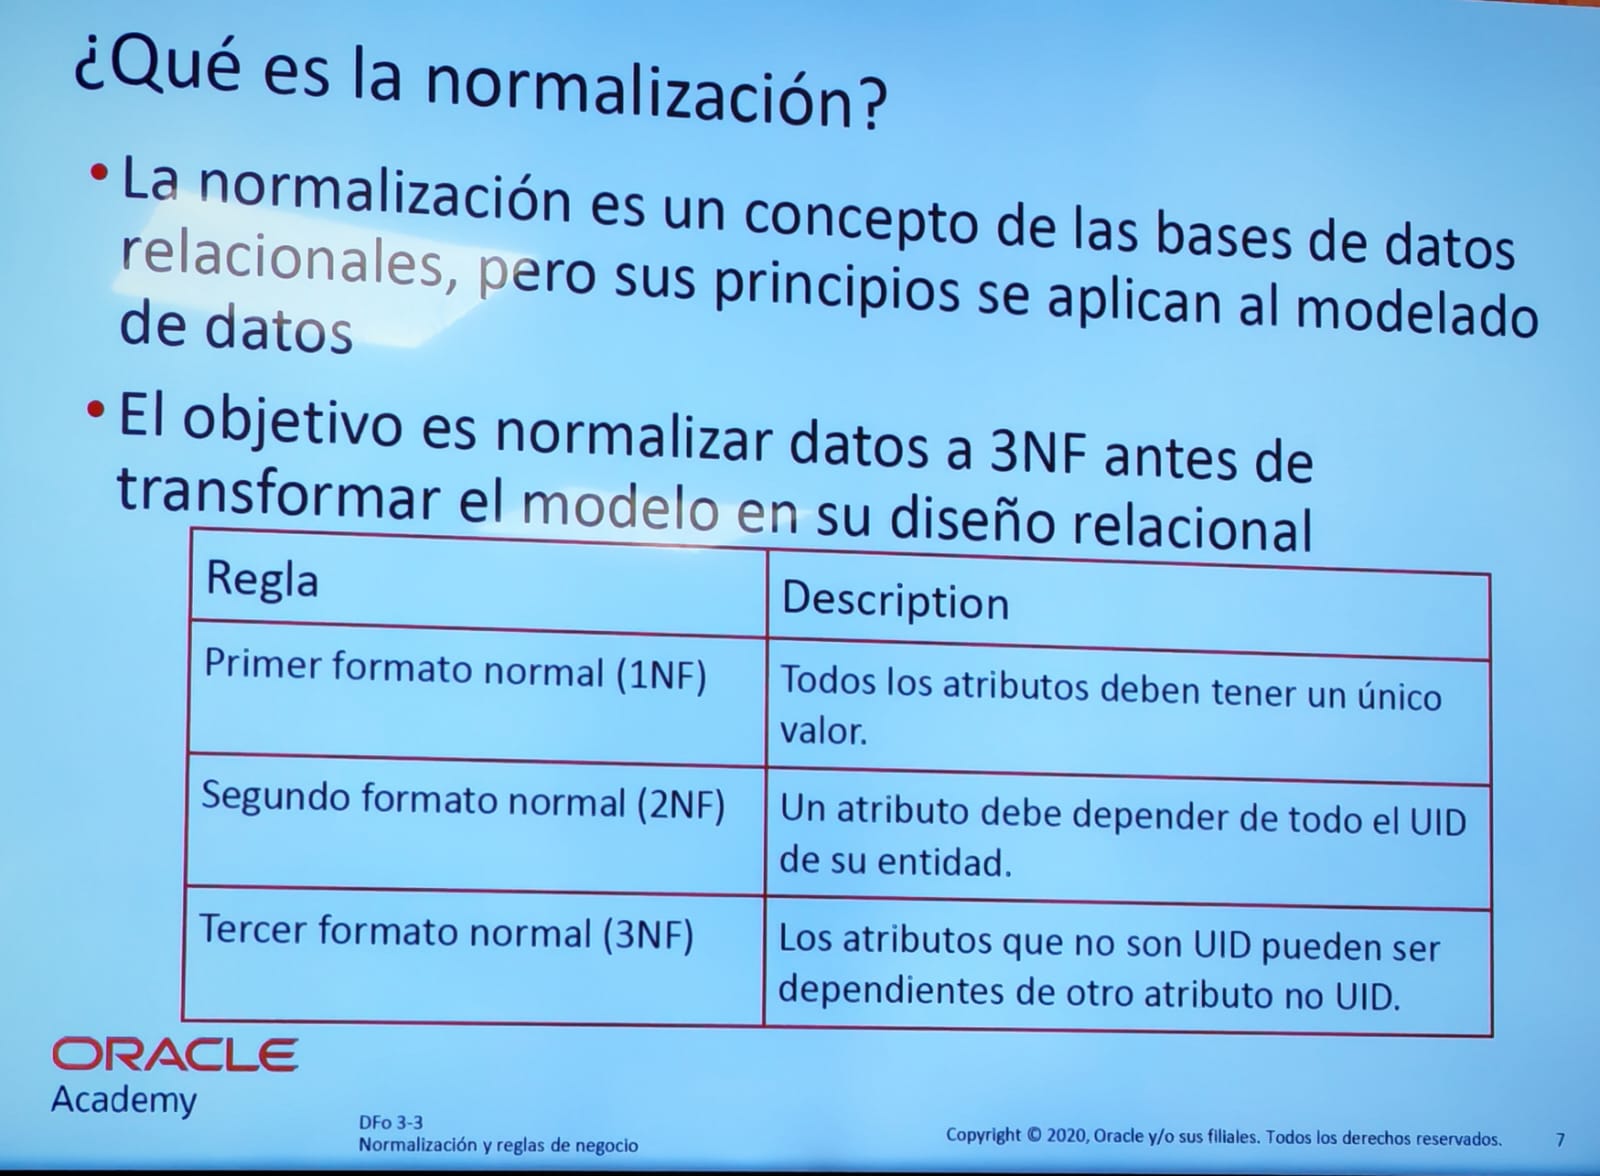 ¿Qué es la normalización?
• La normalización es un concepto de las bases de datos
relacionales, pero sus principios se aplican al modelado
de datos
• El objetivo es normalizar datos a 3NF antes de
transformar el modelo en su diseño relacional
Regla
Description
Primer formato normal (1NF)
Todos los atributos deben tener un único
valor.
Segundo formato normal (2NF)
Un atributo debe depender de todo el UID
de su entidad.
Tercer formato normal (3NF)
Los atributos que no son UID pueden ser
dependientes de otro atributo no UID.
ORACLE
Academy
DFo 3-3
Normalización y reglas de negocio
Copyright © 2020, Oracle y/o sus filiales. Todos los derechos reservados.
7